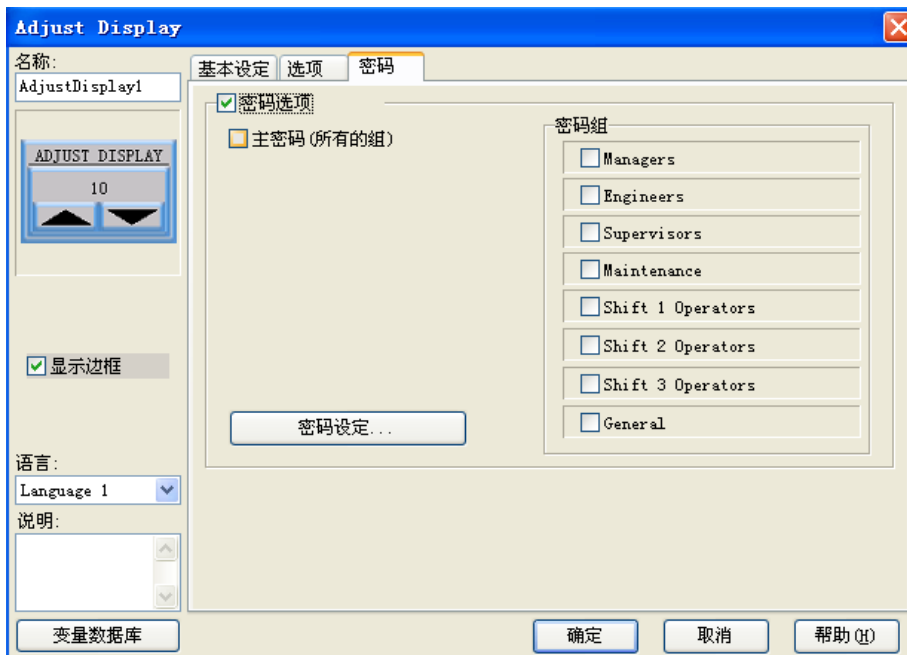 Adjust Display
名称:
AdjustDisplay1
ADJUST DISPLAY
10
显示边框
语言:
Language 1
说明:
变量数据库
基本设定 选项 密码
密码选项
主密码(所有的组)
密码设定...
密码组
Managers
Engineers
Supervisors
Maintenance
Shift 1 Operators
Shift 2 Operators
Shift 3 Operators
General
确定 取消 帮助(H)